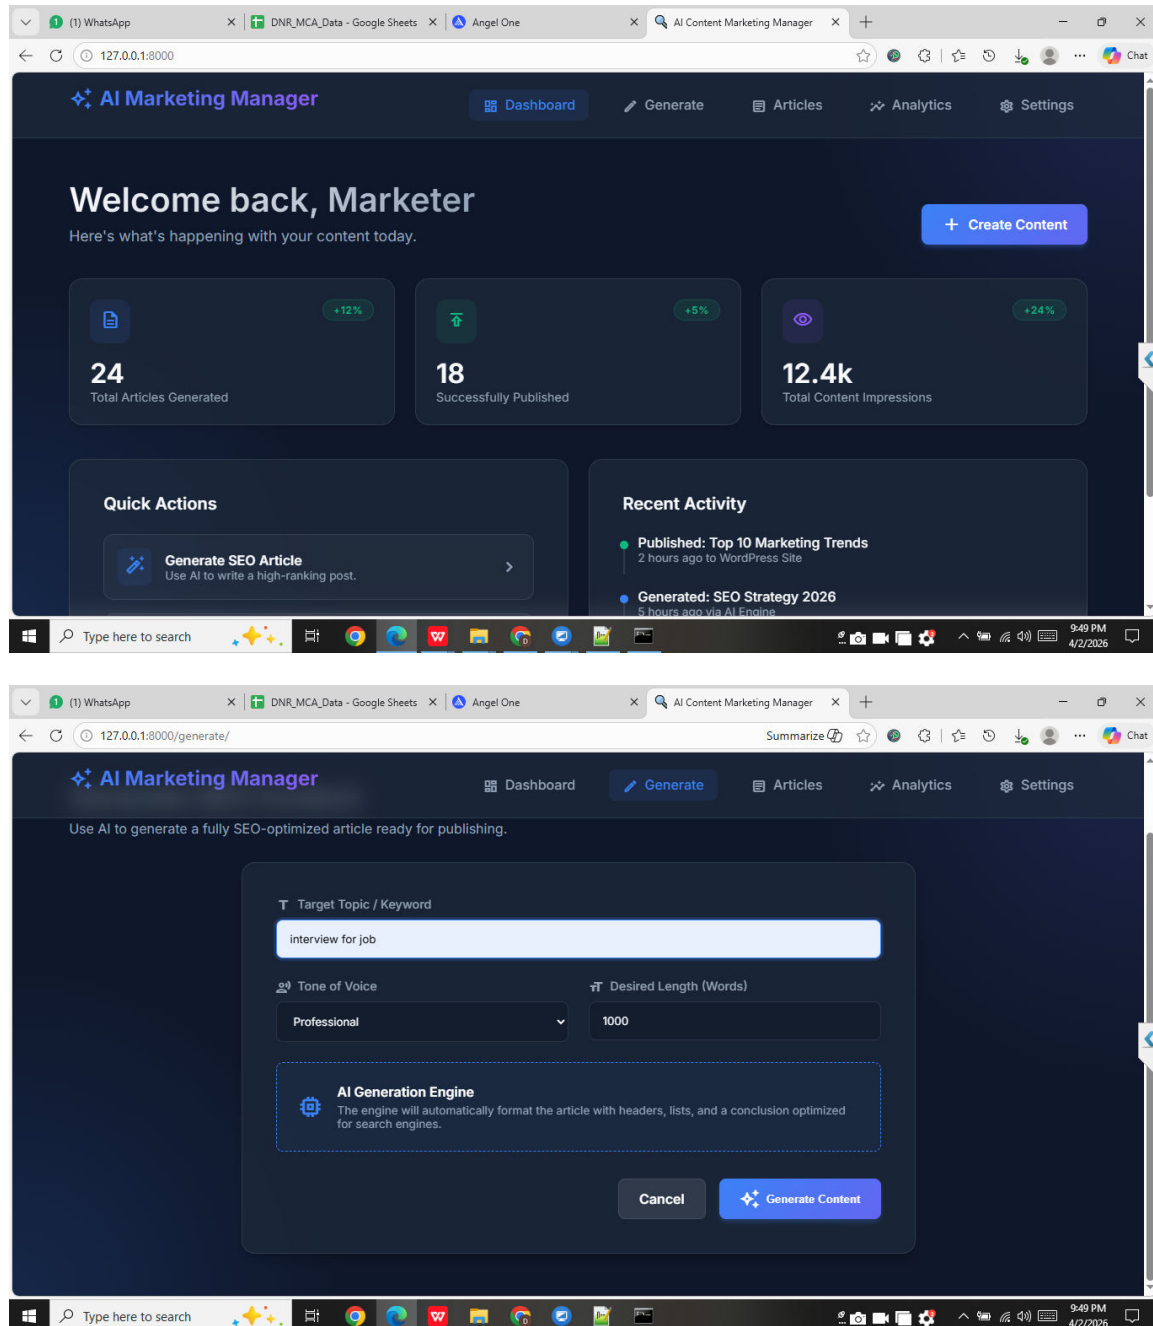 (1) WhatsApp
DNR_MCA_Data - Google Sheets
Angel One
AI Content Marketing Manager
127.0.0.1:8000
Chat
AI Marketing Manager
Dashboard
Generate
Articles
Analytics
Settings
Welcome back, Marketer
Here's what's happening with your content today.
+ Create Content
+12%
24
Total Articles Generated
+5%
18
Successfully Published
+24%
12.4k
Total Content Impressions
Quick Actions
Generate SEO Article
Use AI to write a high-ranking post.
Recent Activity
Published: Top 10 Marketing Trends
2 hours ago to WordPress Site
Generated: SEO Strategy 2026
5 hours ago via AI Engine
Type here to search
9:49 PM
4/2/2026
(1) WhatsApp
DNR_MCA_Data - Google Sheets
Angel One
AI Content Marketing Manager
127.0.0.1:8000/generate/
Summarize
Chat
AI Marketing Manager
Dashboard
Generate
Articles
Analytics
Settings
Use AI to generate a fully SEO-optimized article ready for publishing.
Target Topic / Keyword
interview for job
Tone of Voice
Desired Length (Words)
Professional
1000
AI Generation Engine
The engine will automatically format the article with headers, lists, and a conclusion optimized
for search engines.
Cancel
Generate Content
Type here to search
9:49 PM
4/2/2026